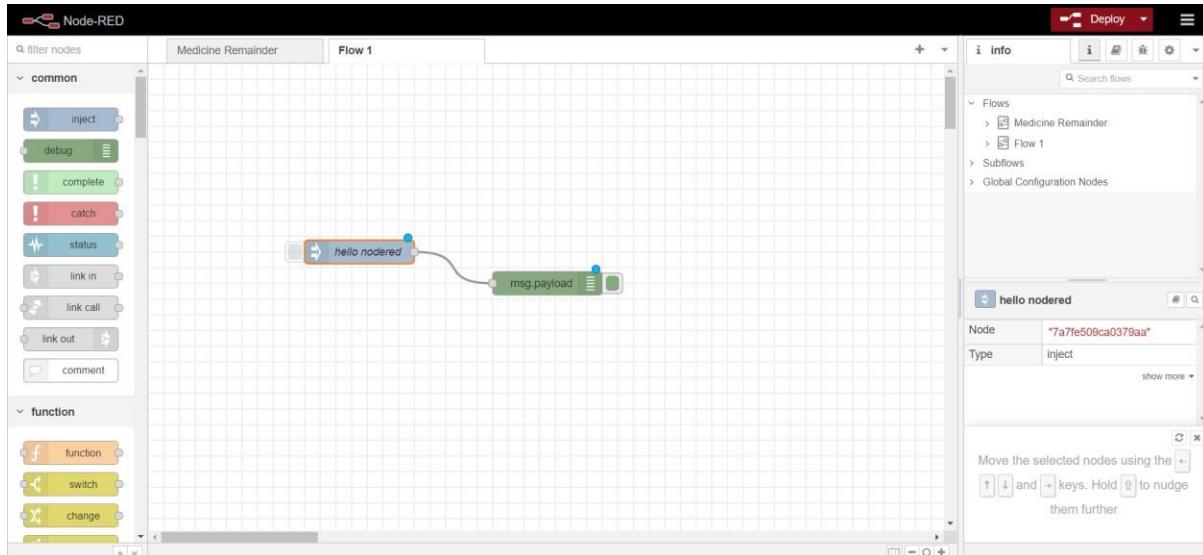 Node-RED
Deploy
filter nodes
Medicine Remainder
Flow 1
info
i
common
Search flows
Flows
Medicine Remainder
Flow 1
Subflows
Global Configuration Nodes
inject
debug
complete
catch
status
link in
link call
link out
comment
function
function
switch
change
hello nodered
msg.payload
hello nodered
Node "7a7fe509ca0379aa"
Type inject
show more
Move the selected nodes using the ←
↑ ↓ and → keys. Hold ⇧ to nudge
them further